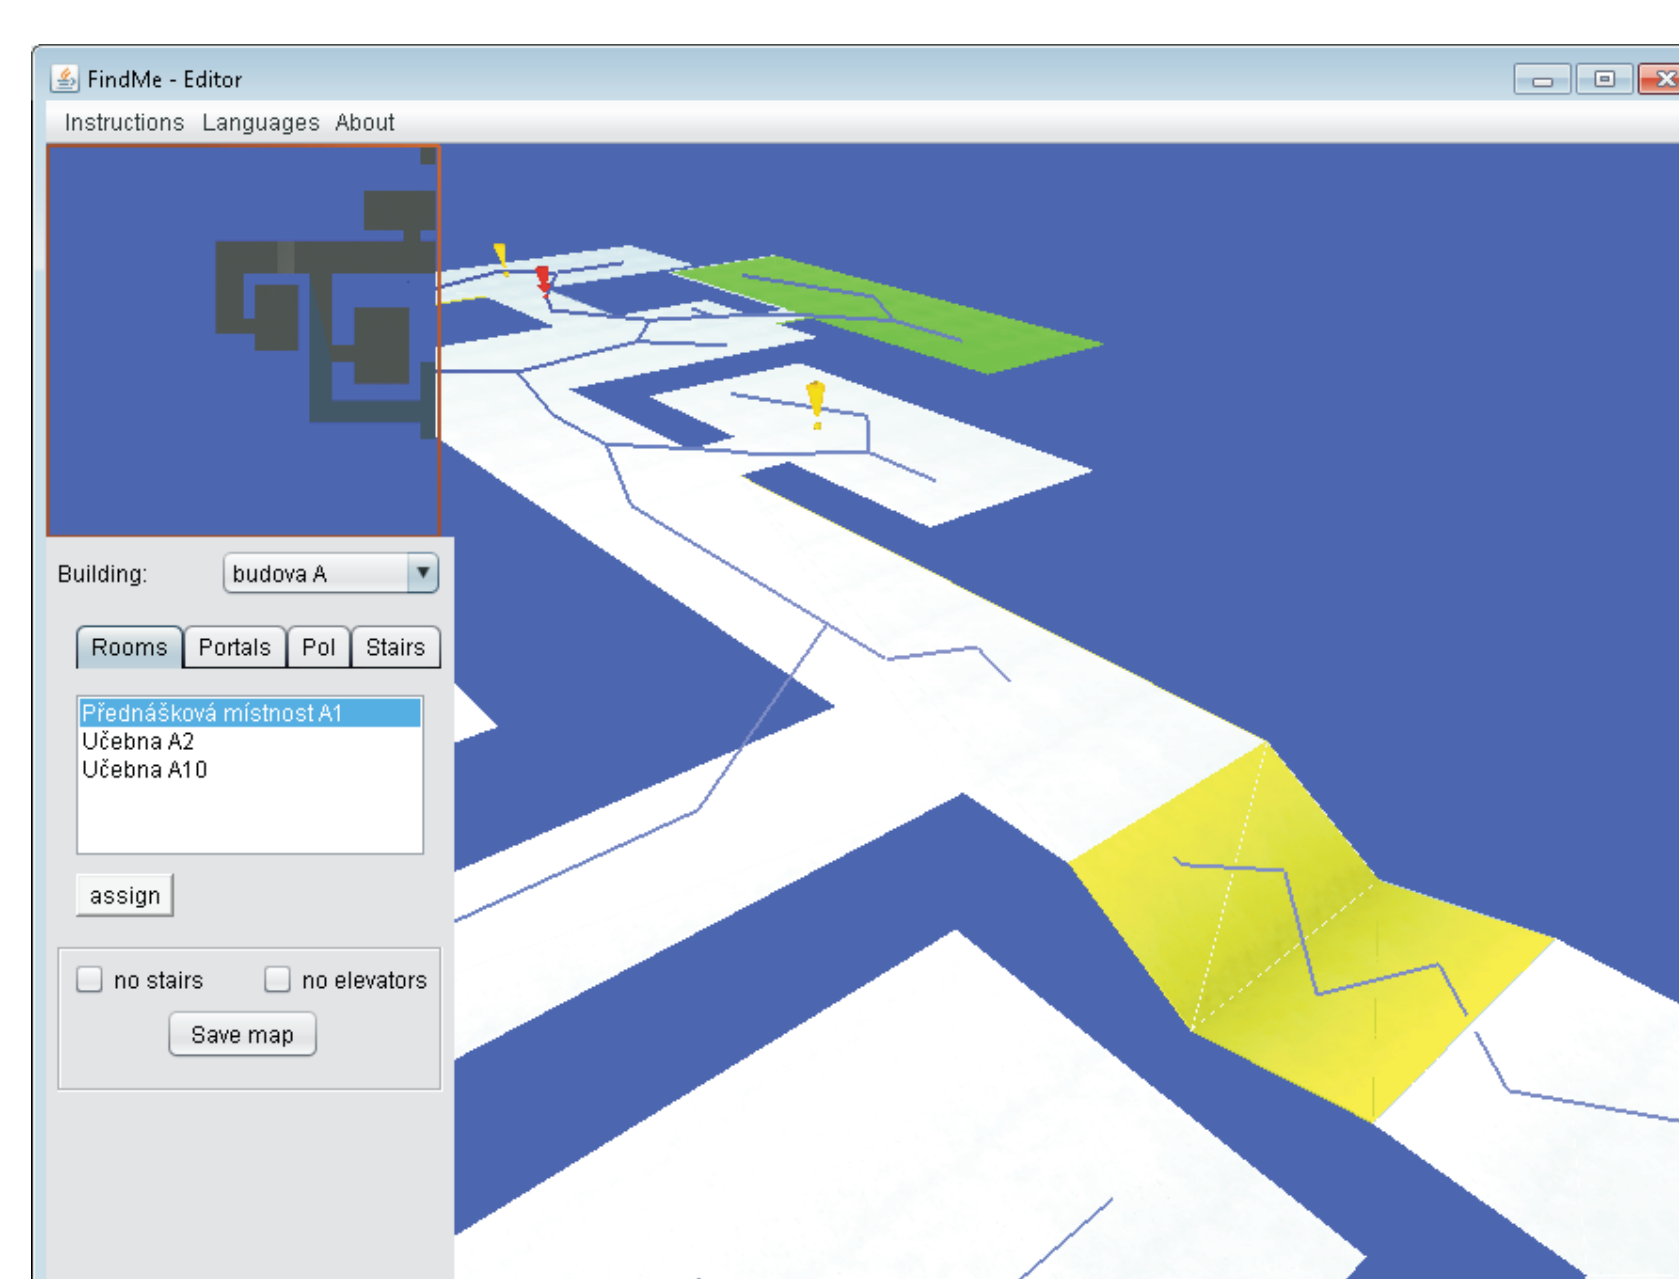 FindMe - Editor
Instructions Languages About
Building: budova A
Rooms Portals PoI Stairs
Přednášková místnost A1
Učebna A2
Učebna A10
assign
no stairs no elevators
Save map